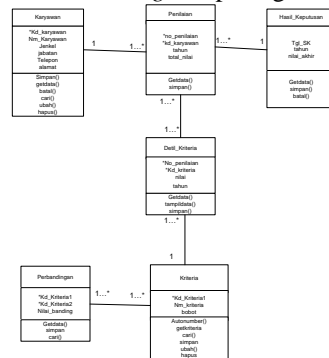 Karyawan
*Kd_karyawan
Nm_Karyawan
Jenkel
jabatan
Telepon
alamat
Simpan()
getdata()
batal()
cari()
ubah()
hapus()
1
1...*
Penilaian
*no_penilaian
*kd_karyawan
tahun
total_nilai
Getdata()
simpan()
1...*
1
Hasil_Keputusan
Tgl_SK
tahun
nilai_akhir
Getdata()
simpan()
batal()
1...*
1...*
Detil_Kriteria
*No_penilaian
*Kd_kriteria
nilai
tahun
Getdata()
tampildata()
simpan()
1...*
1
Perbandingan
*Kd_Kriteria1
*Kd_Kriteria2
Nilai_banding
Getdata()
simpan
cari()
1...*
1...*
Kriteria
*Kd_Kriteria1
*Nm_kriteria
bobot
Autonumber()
getkriteria
cari()
simpan
ubah()
hapus